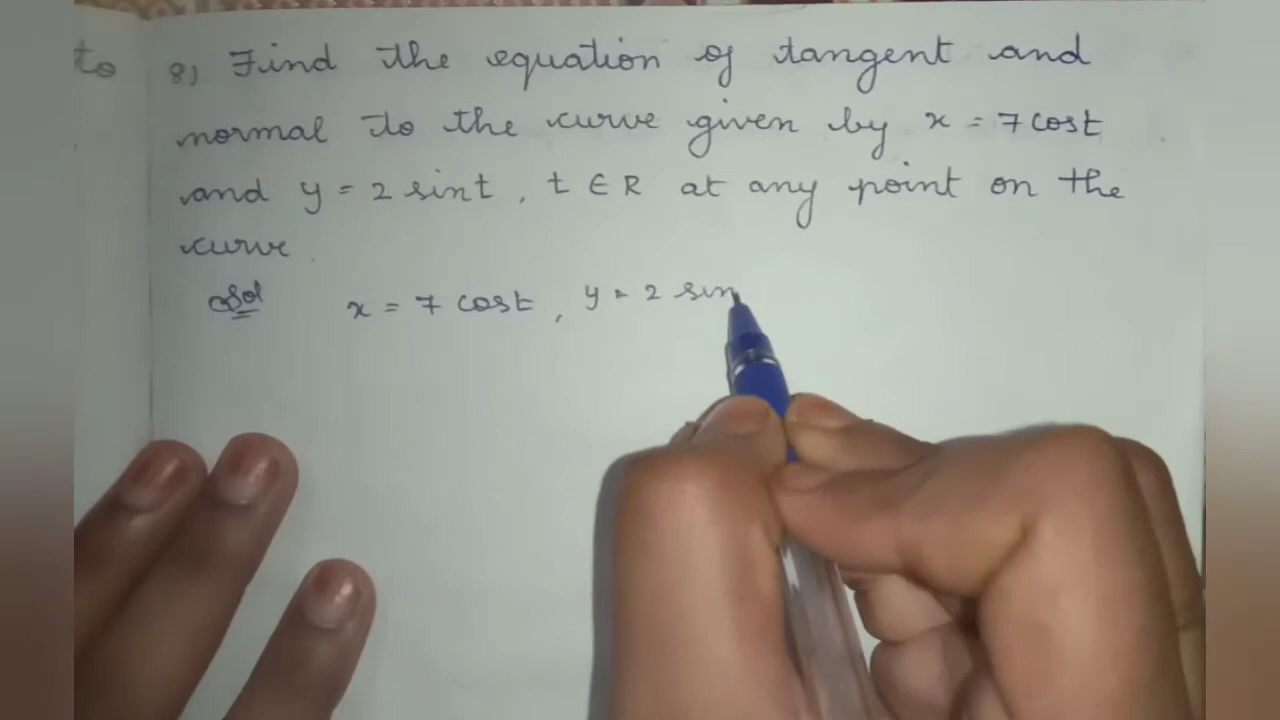 to
8) Find the equation of tangent and
normal to the curve given by x = 7 cost
and y = 2 sint, t ∈ R at any point on the
curve.
Sol x = 7 cost, y = 2 sin